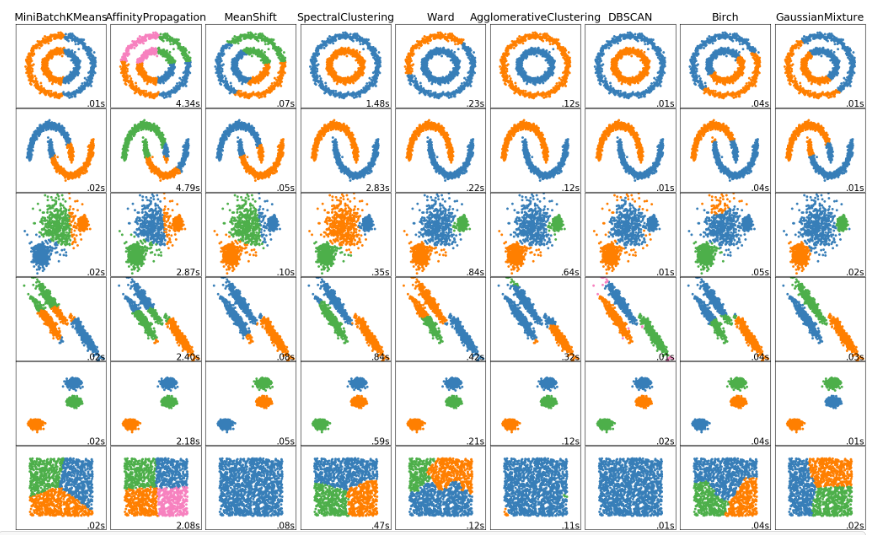 MiniBatchKMeans AffinityPropagation MeanShift SpectralClustering Ward AgglomerativeClustering DBSCAN Birch GaussianMixture
.01s 4.34s .07s 1.48s .23s .12s .01s .04s .01s
.02s 4.79s .05s 2.83s .22s .12s .01s .04s .01s
.02s 2.87s .10s .35s .84s .64s .01s .05s .02s
.02s 2.40s .08s .84s .42s .32s .01s .04s .03s
.02s 2.18s .05s .59s .21s .12s .02s .04s .01s
.02s 2.08s .08s .47s .12s .11s .01s .04s .02s